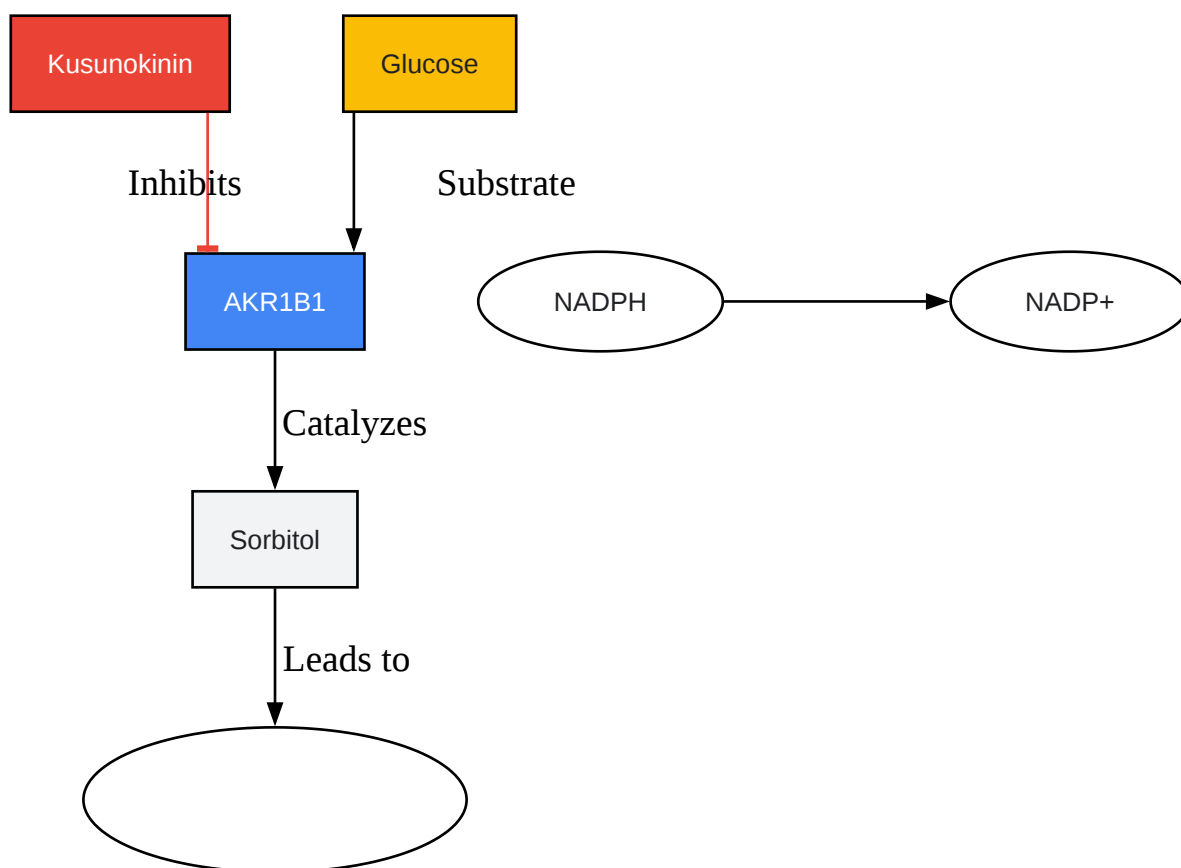 Kusunokinin
Glucose
Inhibits
Substrate
AKR1B1
NADPH
NADP+
Catalyzes
Sorbitol
Leads to